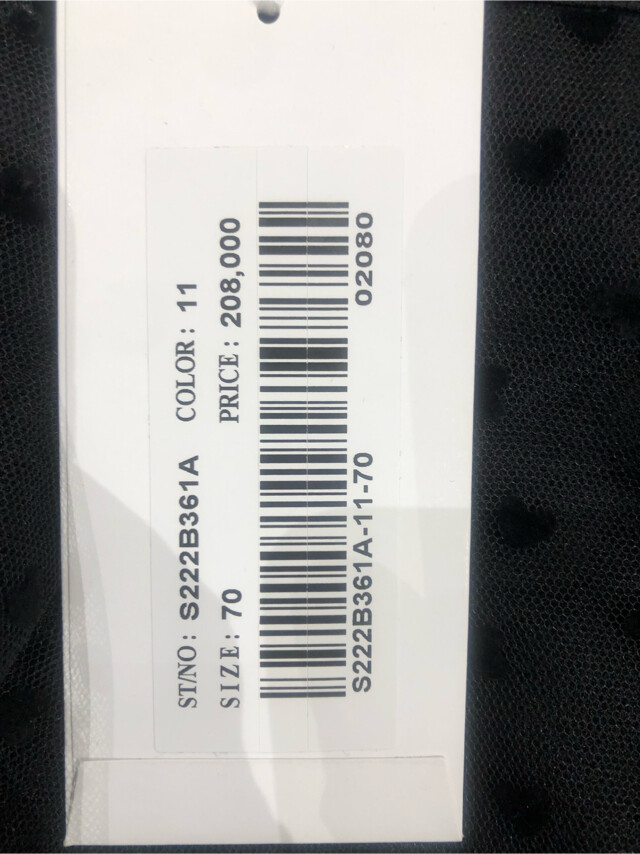 ST/NO: S222B361A COLOR: 11
SIZE: 70 PRICE: 208,000
S222B361A-11-70 02080